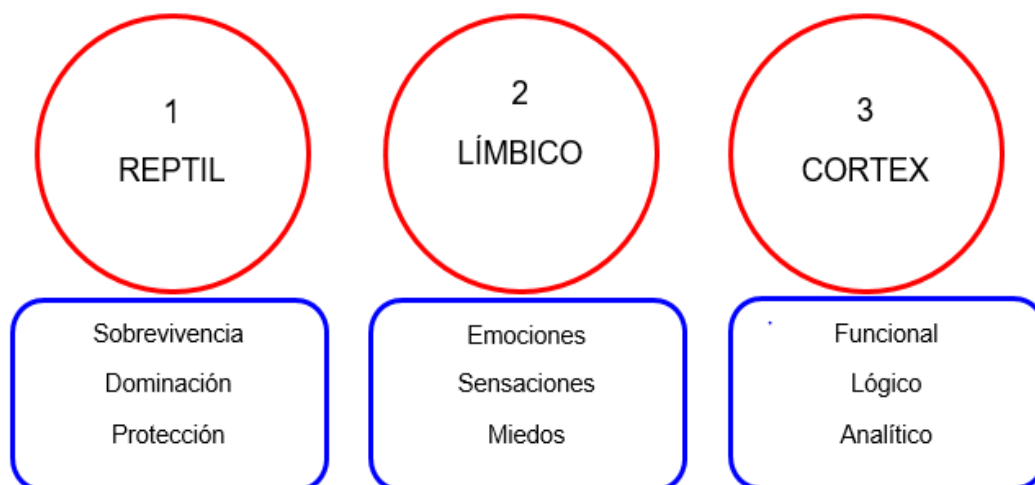 1
REPTIL
2
LÍMBICO
3
CORTEX
Sobrevivencia
Dominación
Protección
Emociones
Sensaciones
Miedos
Funcional
Lógico
Analítico